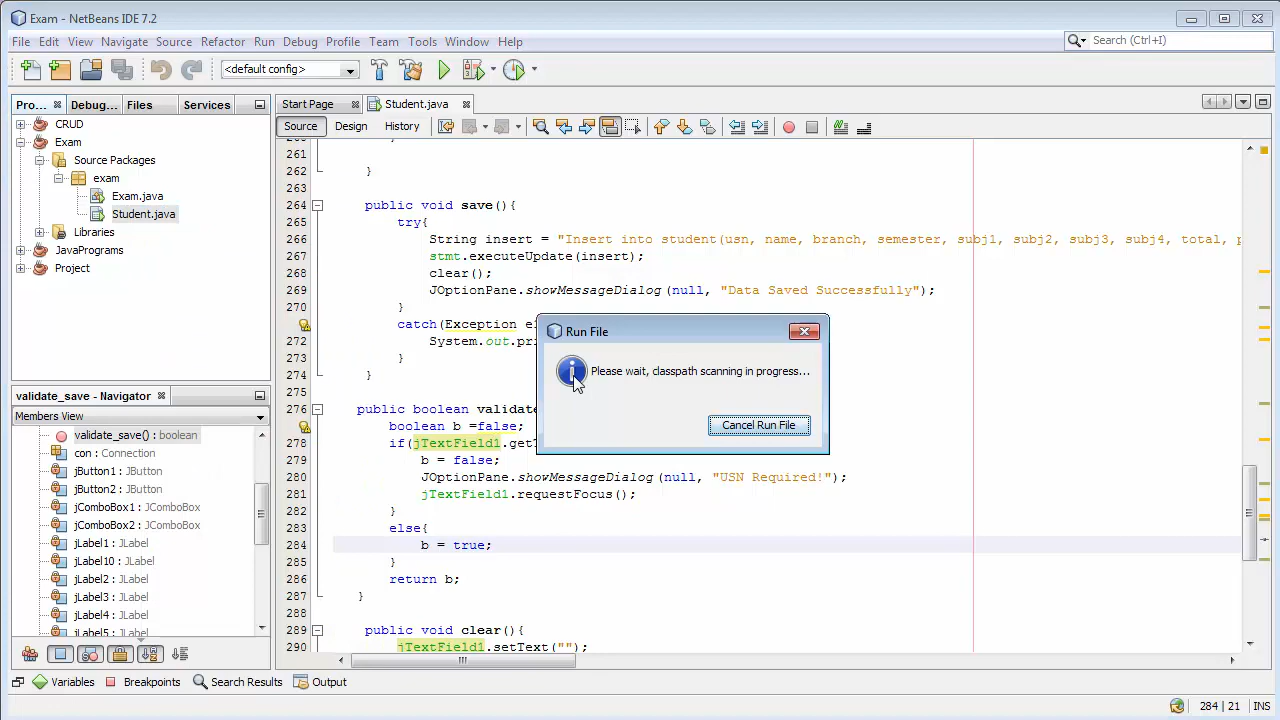 Exam - NetBeans IDE 7.2
File Edit View Navigate Source Refactor Run Debug Profile Team Tools Window Help
Search (Ctrl+I)
<default config>
Pro... Debug... Files Services
Start Page Student.java
Source Design History
CRUD
Exam
Source Packages
exam
Exam.java
Student.java
Libraries
JavaPrograms
Project
validate_save - Navigator
Members View
validate_save() : boolean
con : Connection
jButton1 : JButton
jButton2 : JButton
jComboBox1 : JComboBox
jComboBox2 : JComboBox
jLabel1 : JLabel
jLabel10 : JLabel
jLabel2 : JLabel
jLabel3 : JLabel
jLabel4 : JLabel
jLabel5 : JLabel
261
262 }
263
264 public void save(){
265 try{
266 String insert = "Insert into student(usn, name, branch, semester, subj1, subj2, subj3, subj4, total, p
267 stmt.executeUpdate(insert);
268 clear();
269 JOptionPane.showMessageDialog(null, "Data Saved Successfully");
270 }
catch(Exception e
272 System.out.pri
273 }
274 }
275
276 public boolean validate
boolean b =false;
278 if(jTextField1.get
279 b = false;
280 JOptionPane.showMessageDialog(null, "USN Required!");
281 jTextField1.requestFocus();
282 }
283 else{
284 b = true;
285 }
286 return b;
287 }
288
289 public void clear(){
290 jTextField1.setText("");
Run File
Please wait, classpath scanning in progress...
Cancel Run File
Variables Breakpoints Search Results Output
284 | 21 INS